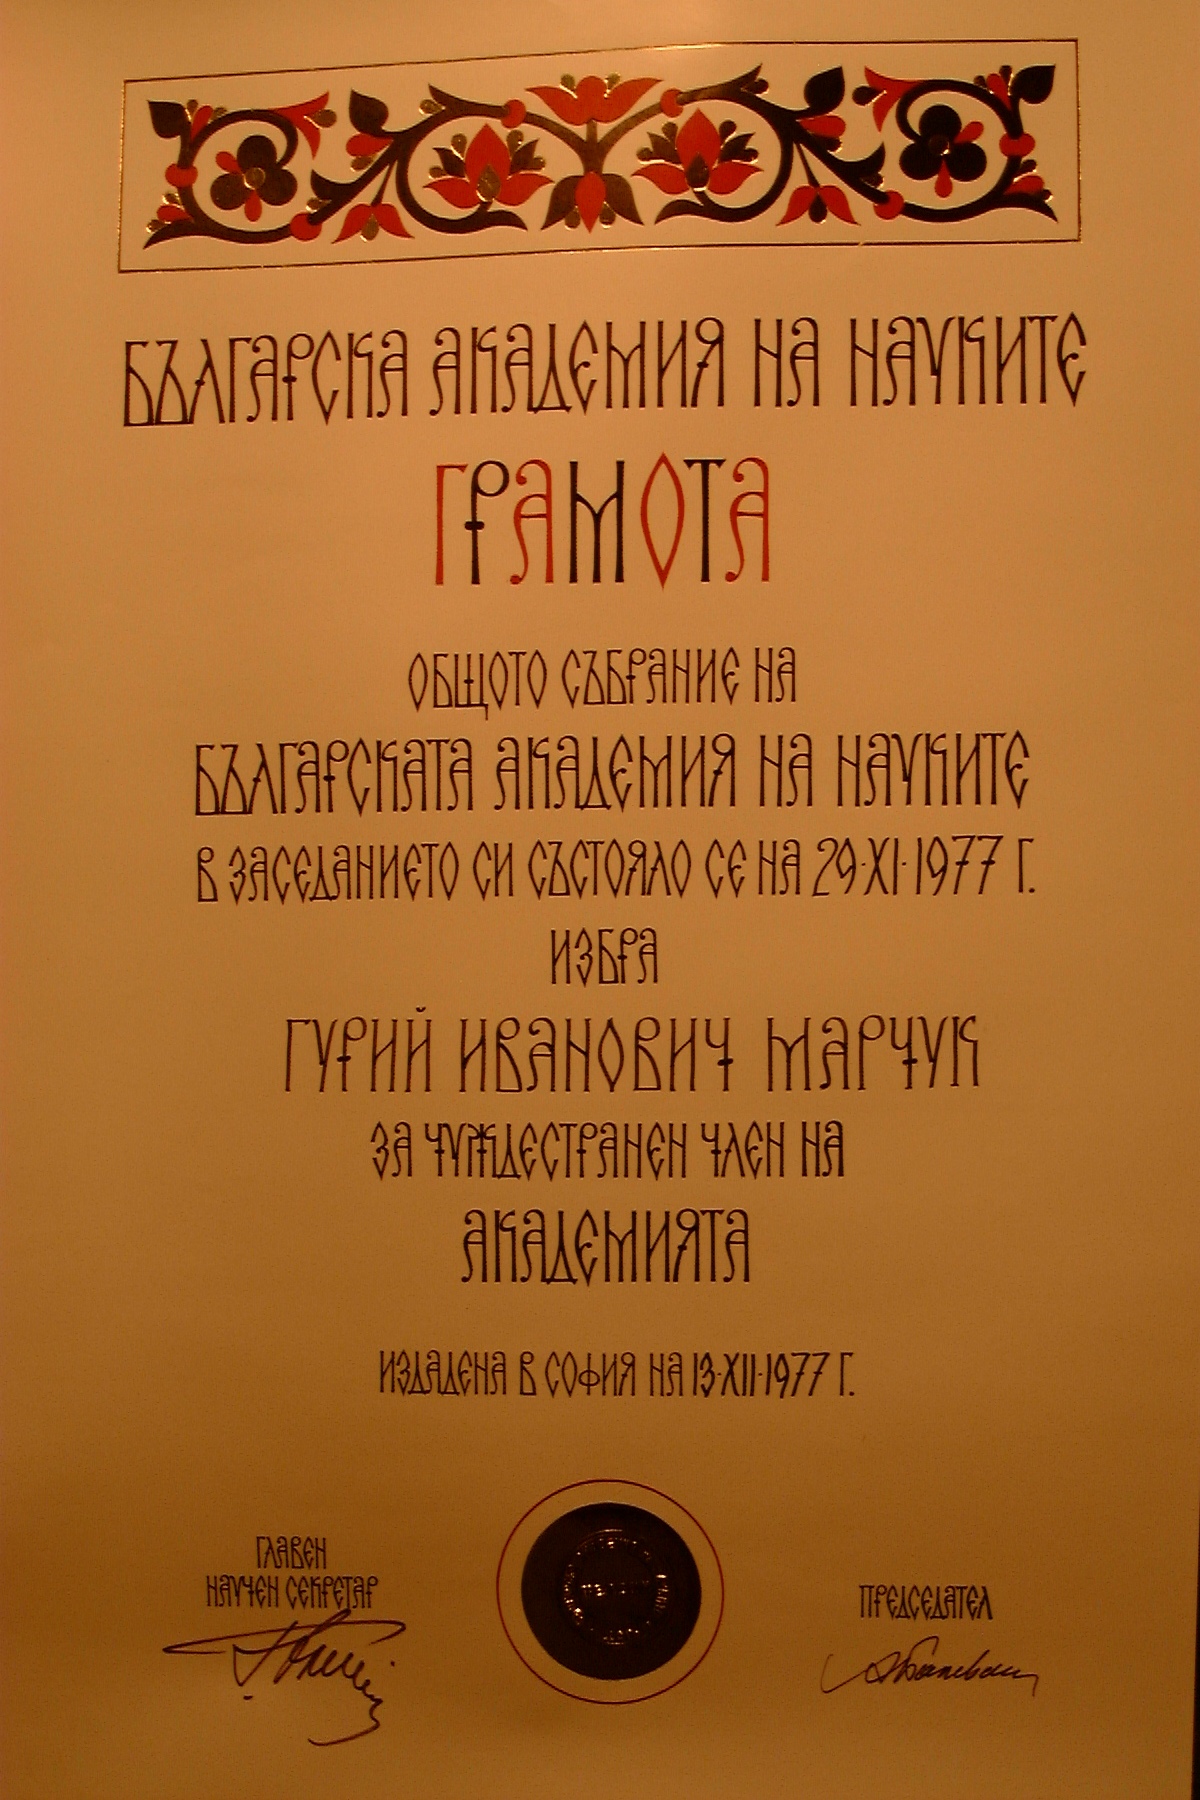 БЪЛГАРСКА АКАДЕМИЯ НА НАУКИТЕ
ГРАМОТА
ОБЩОТО СЪБРАНИЕ НА
БЪЛГАРСКАТА АКАДЕМИЯ НА НАУКИТЕ
В ЗАСЕДАНИЕТО СИ СЪСТОЯЛО СЕ НА 29·XI·1977 Г.
ИЗБРА
ГУРИЙ ИВАНОВИЧ МАРЧУК
ЗА ЧУЖДЕСТРАНЕН ЧЛЕН НА
АКАДЕМИЯТА
ИЗДАДЕНА В СОФИЯ НА 13·XII·1977 Г.
ГЛАВЕН
НАУЧЕН СЕКРЕТАР
ПРЕДСЕДАТЕЛ